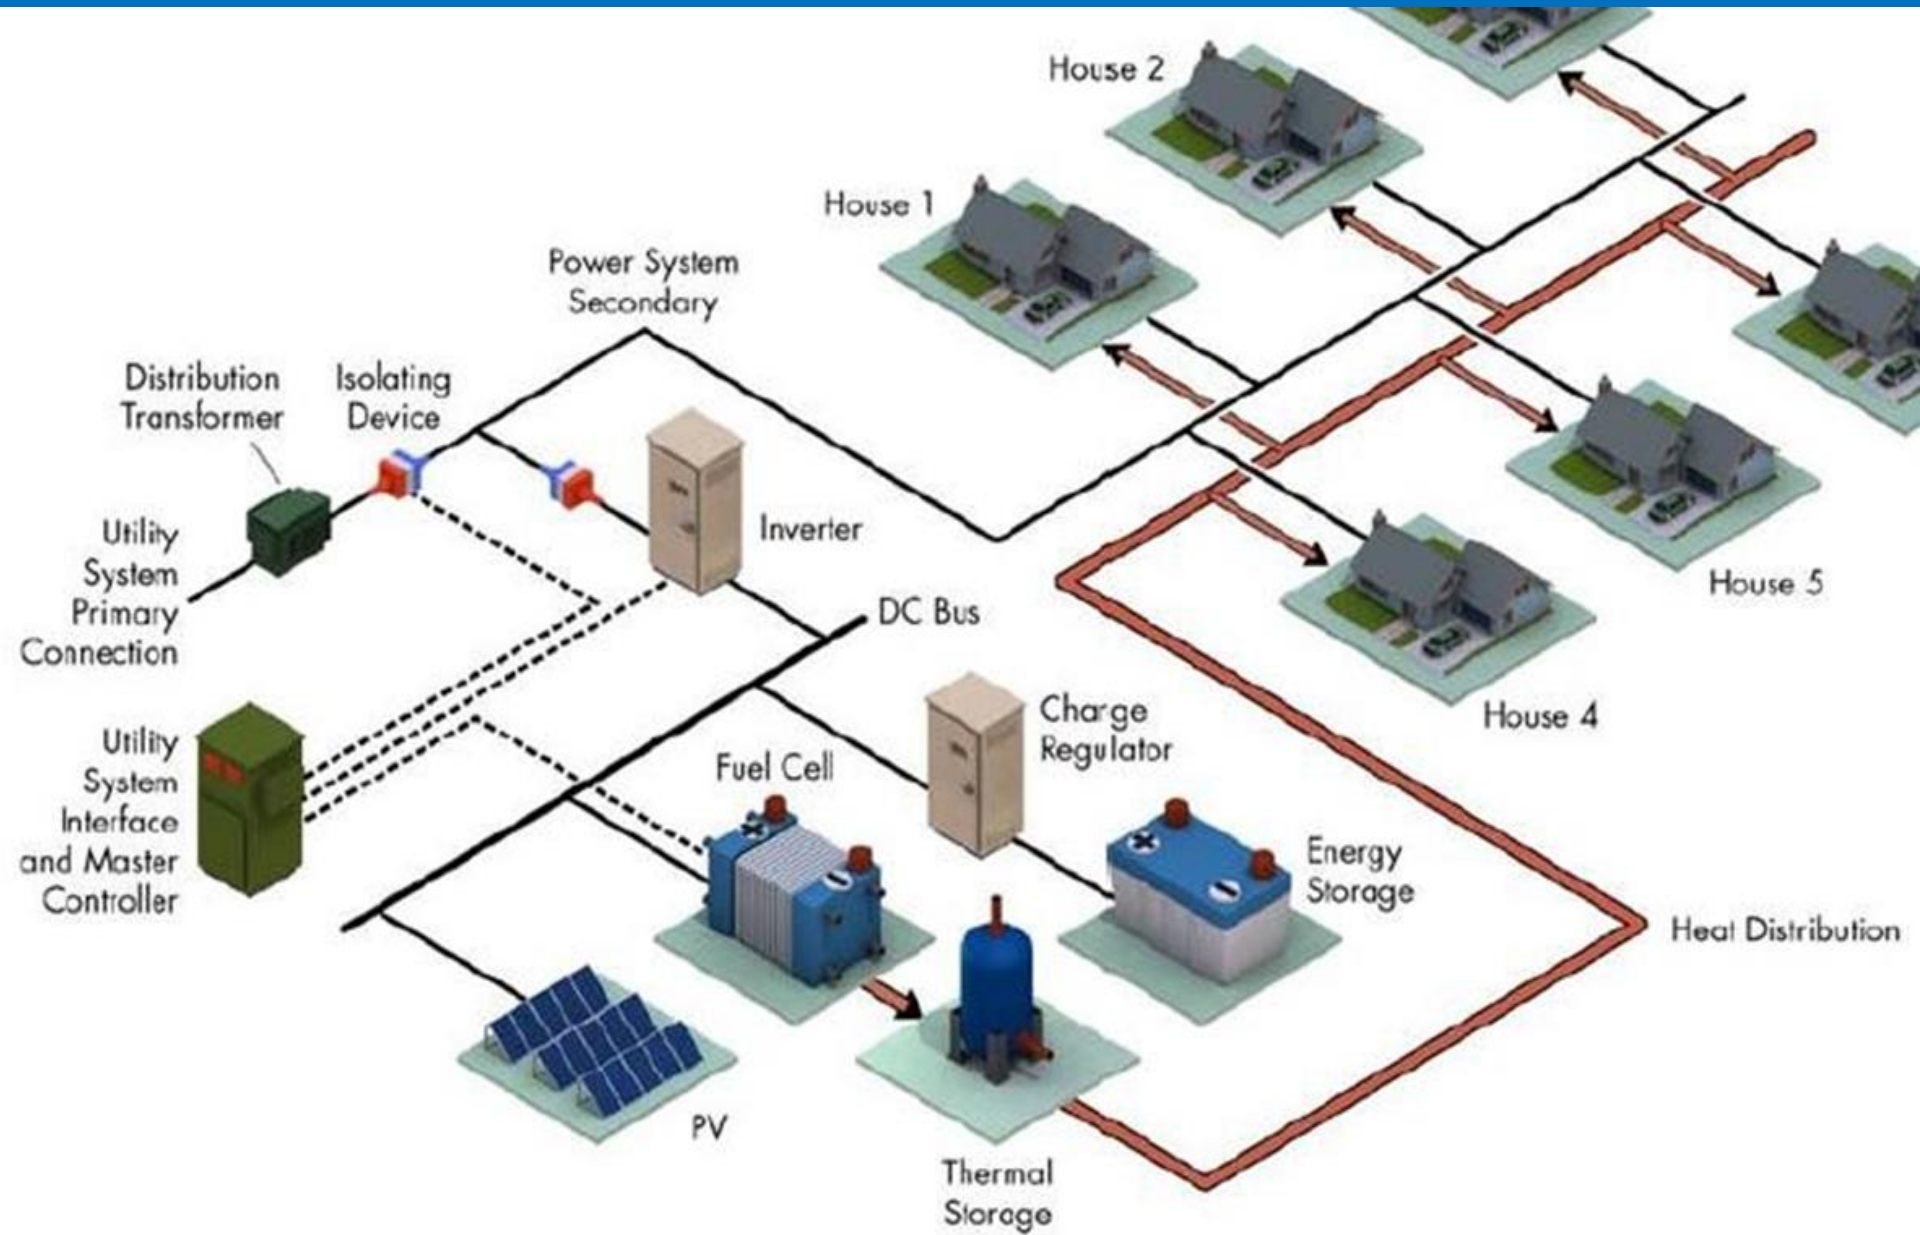 House 2
House 1
Power System
Secondary
Distribution
Transformer
Isolating
Device
Utility
System
Primary
Connection
Inverter
DC Bus
House 5
House 4
Charge
Regulator
Fuel Cell
Utility
System
Interface
and Master
Controller
Energy
Storage
Heat Distribution
PV
Thermal
Storage